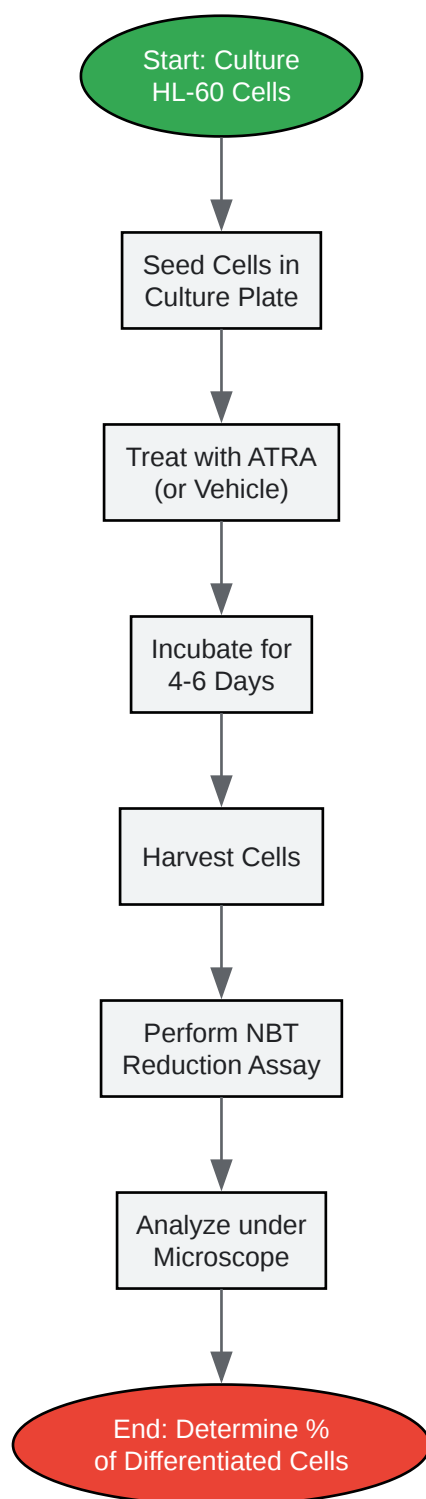 Start: Culture
HL-60 Cells
Seed Cells in
Culture Plate
Treat with ATRA
(or Vehicle)
Incubate for
4-6 Days
Harvest Cells
Perform NBT
Reduction Assay
Analyze under
Microscope
End: Determine %
of Differentiated Cells